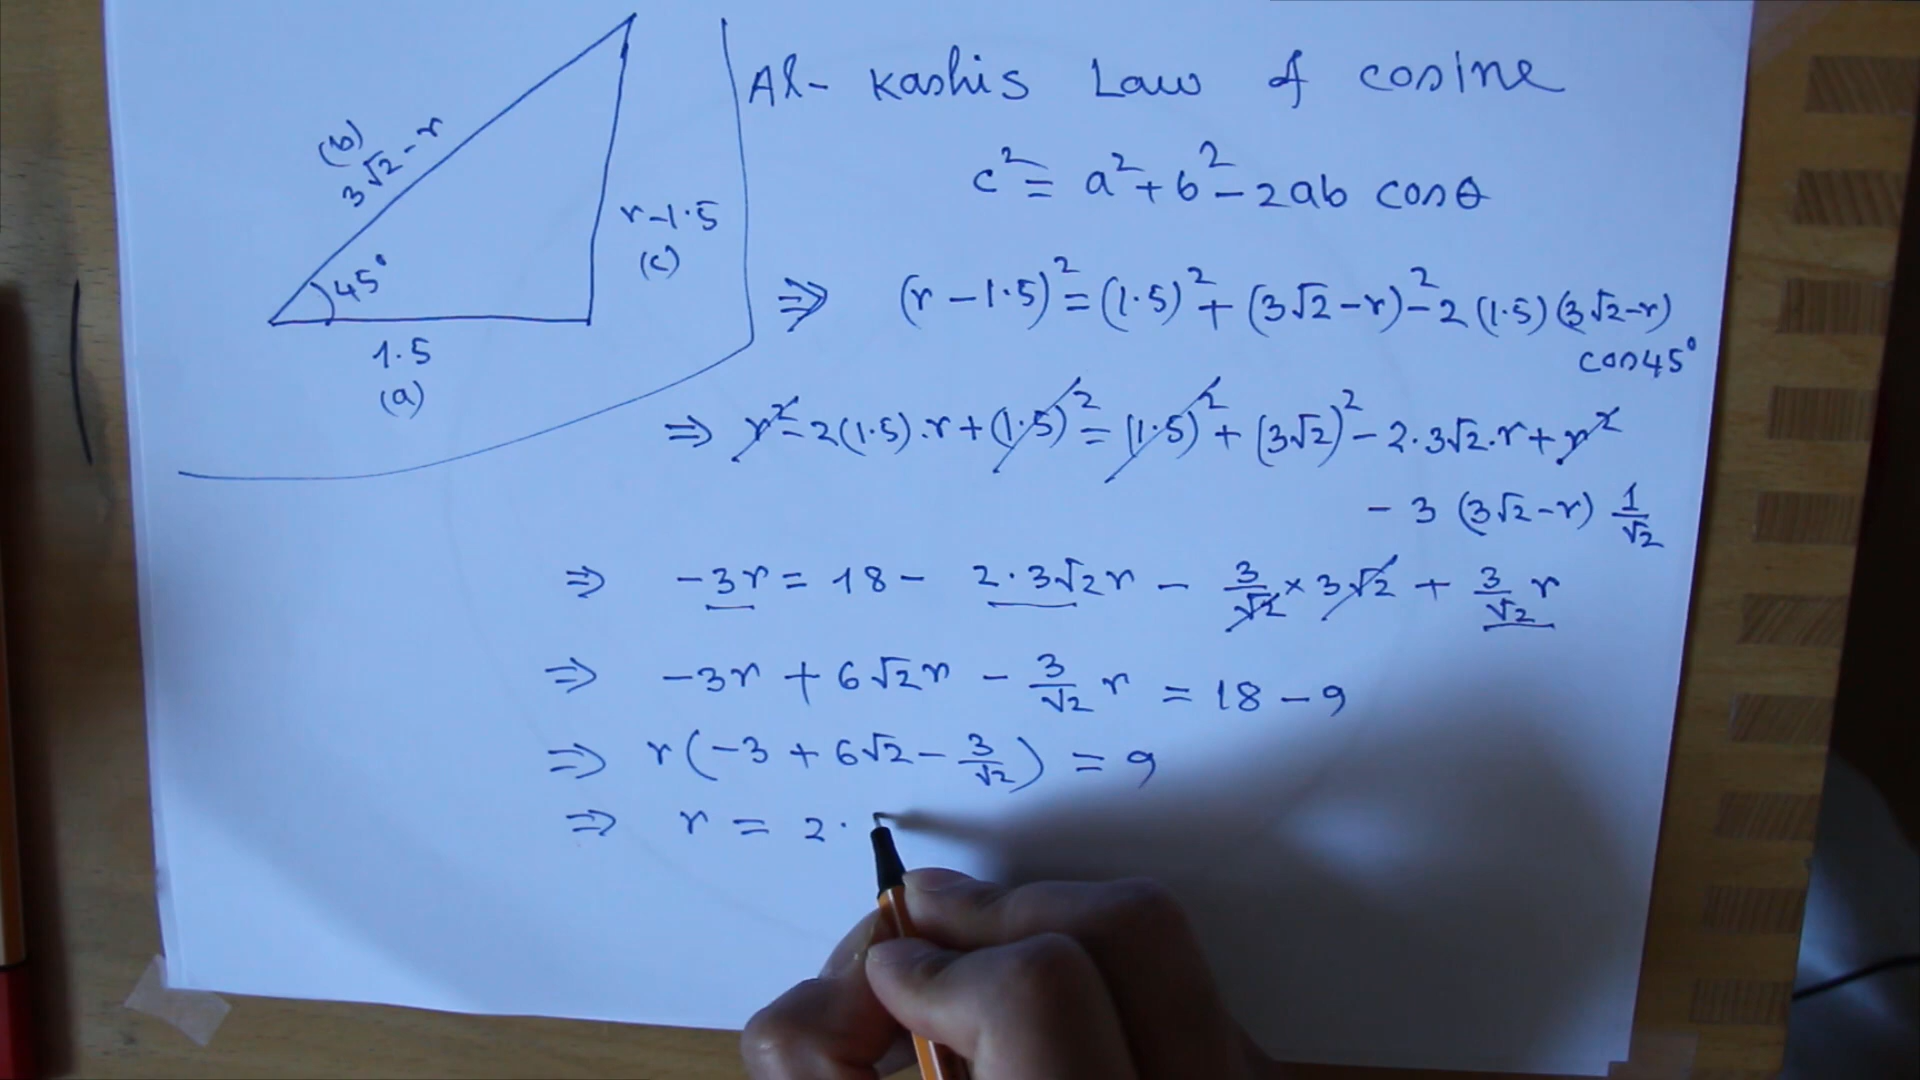 (b)
3√2 - r
45°
r-1.5
(c)
1.5
(a)
Al- Kashis Law of cosine
c² = a² + b² - 2ab cosθ
⇒ (r - 1.5)² = (1.5)² + (3√2 - r)² - 2 (1.5) (3√2-r)
cos45°
⇒ r² - 2(1.5).r + (1.5)² = (1.5)² + (3√2)² - 2.3√2.r + r²
- 3 (3√2-r) 1/√2
⇒ -3r = 18 - 2.3√2r - 3/√2 × 3√2 + 3/√2 r
⇒ -3r + 6√2r - 3/√2 r = 18 - 9
⇒ r(-3 + 6√2 - 3/√2) = 9
⇒ r = 2.